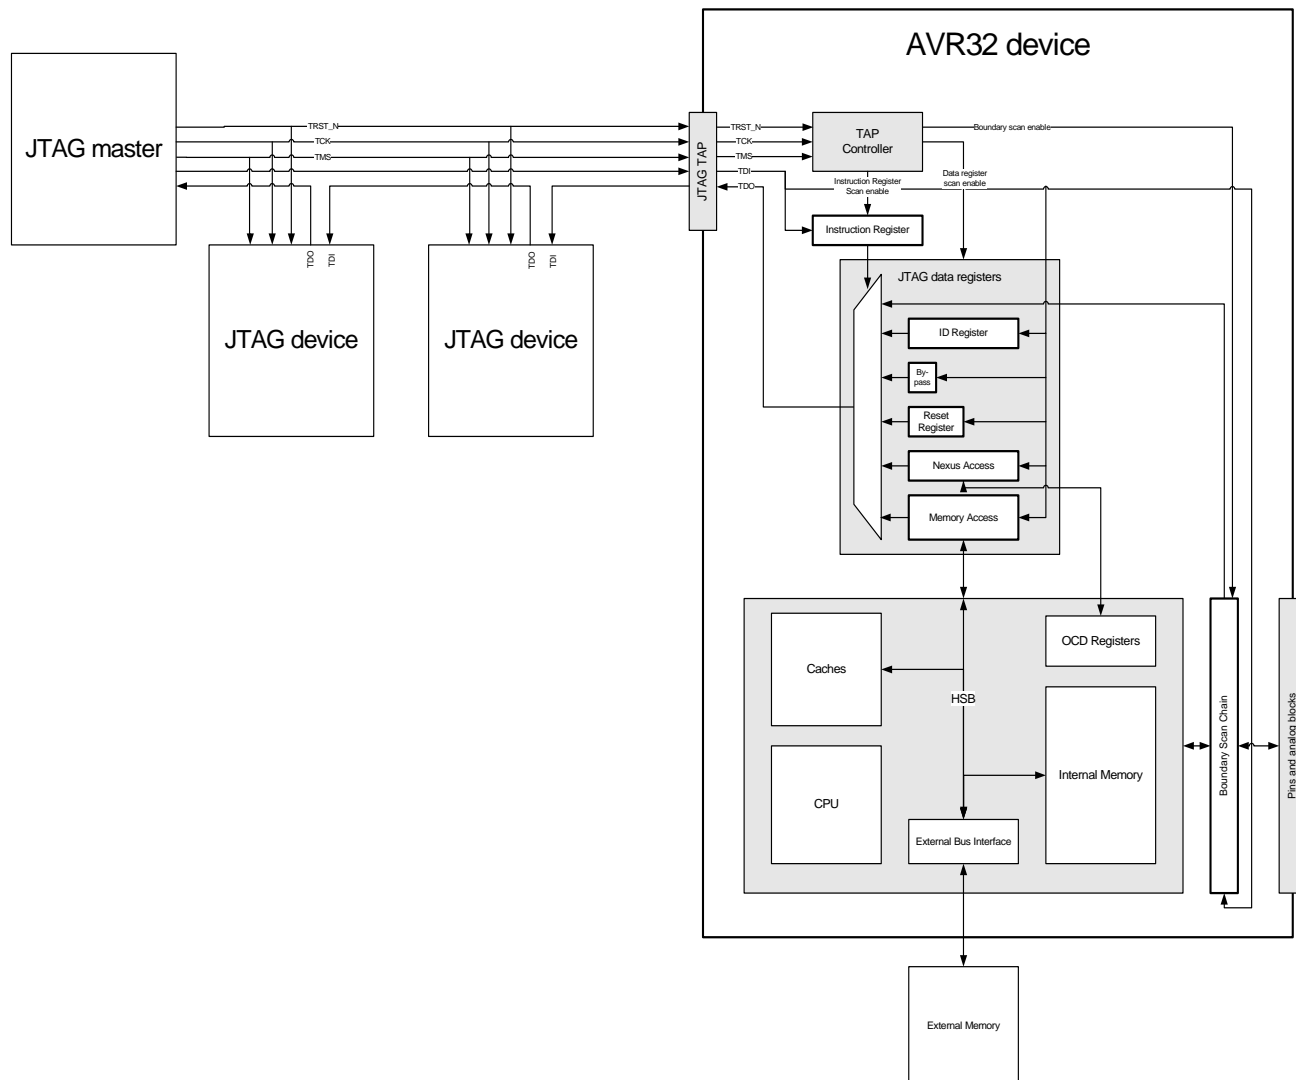 AVR32 device
JTAG master
TRST_N
TCK
TMS
JTAG TAP
TRST_N
TCK
TMS
TDI
TDO
TAP
Controller
Boundary scan enable
Instruction Register
Scan enable
Data register
scan enable
Instruction Register
TDO
TDI
JTAG device
TDO
TDI
JTAG device
JTAG data registers
ID Register
By-
pass
Reset
Register
Nexus Access
Memory Access
Caches
CPU
HSB
OCD Registers
Internal Memory
External Bus Interface
Boundary Scan Chain
Pins and analog blocks
External Memory